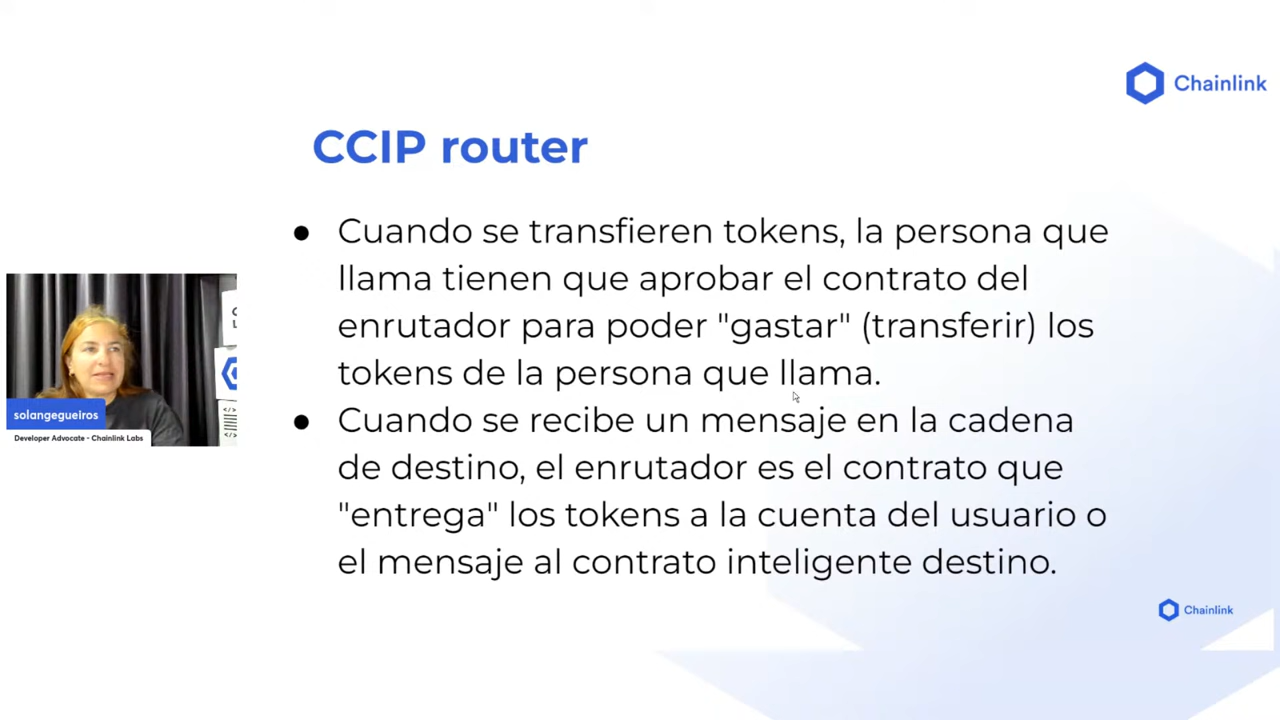 Chainlink
CCIP router
● Cuando se transfieren tokens, la persona que
llama tienen que aprobar el contrato del
enrutador para poder "gastar" (transferir) los
tokens de la persona que llama.
● Cuando se recibe un mensaje en la cadena
de destino, el enrutador es el contrato que
"entrega" los tokens a la cuenta del usuario o
el mensaje al contrato inteligente destino.
solangegueiros
Developer Advocate - Chainlink Labs
Chainlink